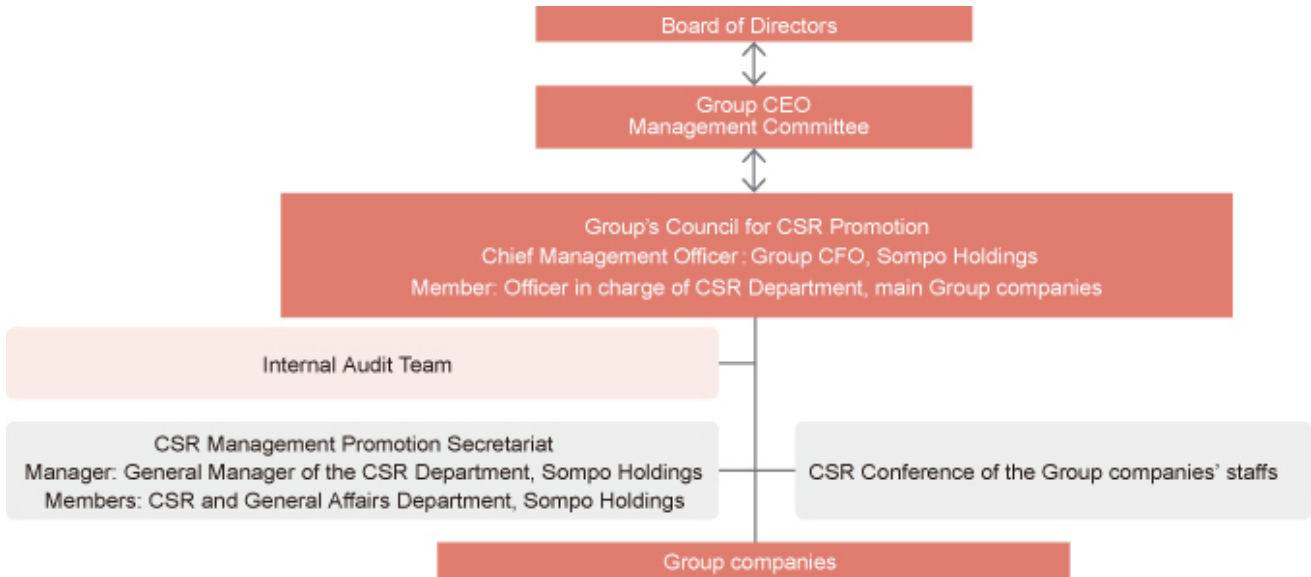 Board of Directors
Group CEO
Management Committee
Group's Council for CSR Promotion
Chief Management Officer : Group CFO, Sompo Holdings
Member: Officer in charge of CSR Department, main Group companies
Internal Audit Team
CSR Management Promotion Secretariat
Manager: General Manager of the CSR Department, Sompo Holdings
Members: CSR and General Affairs Department, Sompo Holdings
CSR Conference of the Group companies' staffs
Group companies